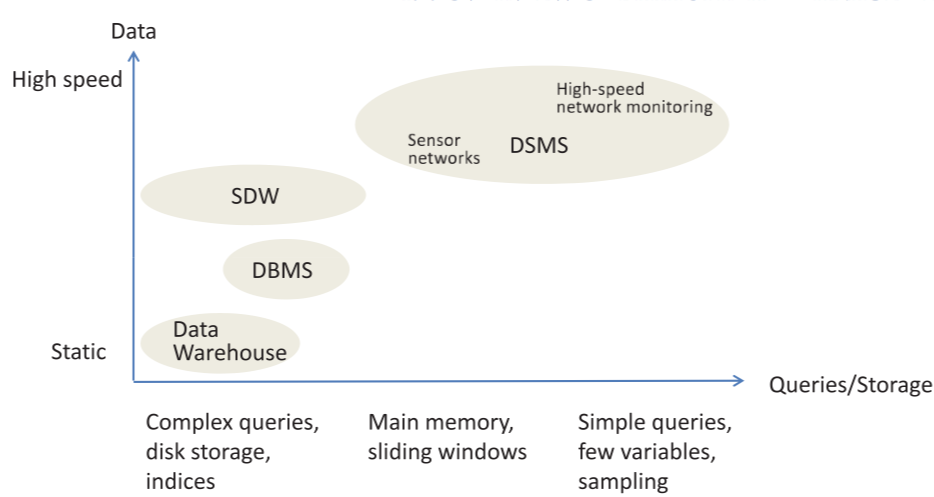 Data
High speed
High-speed
network monitoring
Sensor
networks
DSMS
SDW
DBMS
Data
Warehouse
Static
Queries/Storage
Complex queries,
disk storage,
indices
Main memory,
sliding windows
Simple queries,
few variables,
sampling